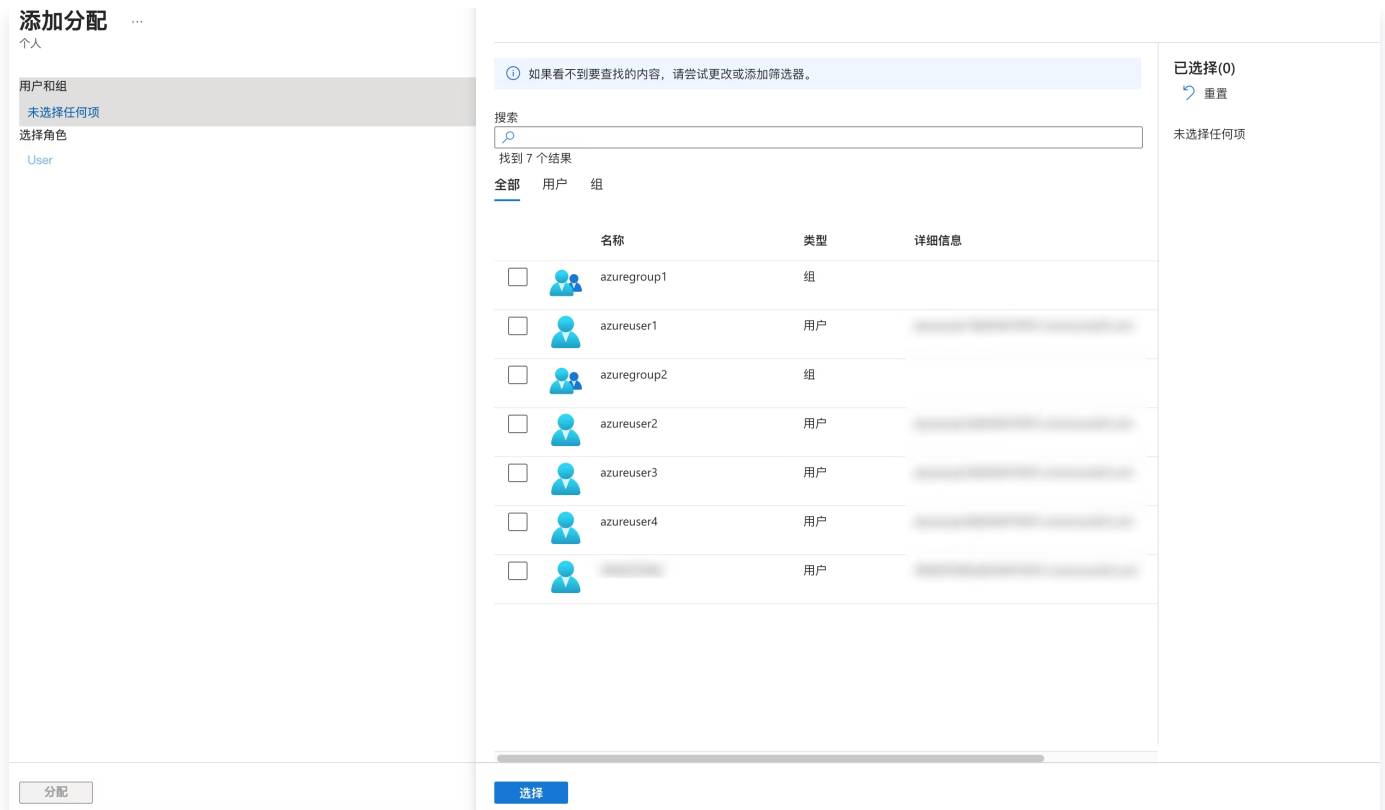 添加分配 ...
个人
用户和组
未选择任何项
选择角色
User
分配
如果看不到要查找的内容，请尝试更改或添加筛选器。
搜索
找到 7 个结果
全部 用户 组
名称 类型 详细信息
azuregroup1 组
azureuser1 用户
azuregroup2 组
azureuser2 用户
azureuser3 用户
azureuser4 用户
用户
选择
已选择(0)
重置
未选择任何项